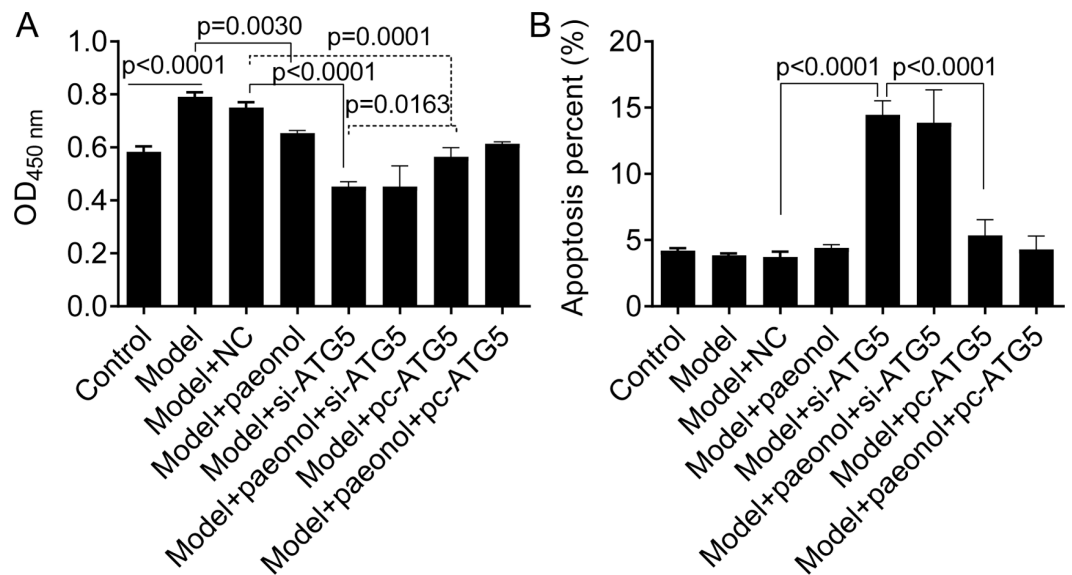 A
OD450 nm
1.0
0.8
0.6
0.4
0.2
0.0
p=0.0030
p=0.0001
p<0.0001
p<0.0001
p=0.0163
Control
Model
Model+NC
Model+paeonol
Model+si-ATG5
Model+paeonol+si-ATG5
Model+pc-ATG5
Model+paeonol+pc-ATG5
B
Apoptosis percent (%)
20
15
10
5
0
p<0.0001
p<0.0001
Control
Model
Model+NC
Model+paeonol
Model+si-ATG5
Model+paeonol+si-ATG5
Model+pc-ATG5
Model+paeonol+pc-ATG5